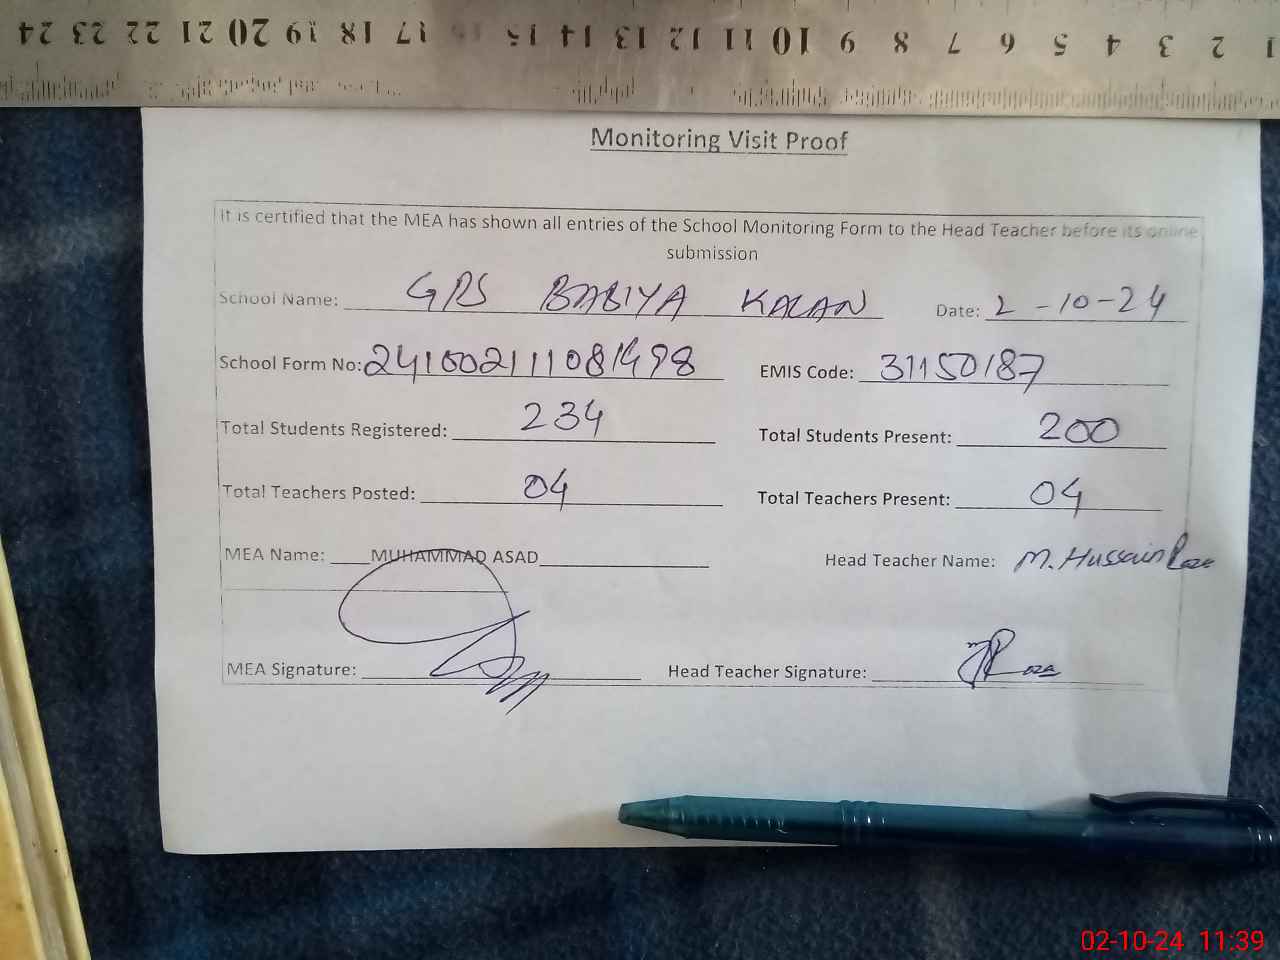 24 23 22 21 20 19 18 17 15 14 13 12 11 10 9 8 7 6 5 4 3 2 1
Monitoring Visit Proof
It is certified that the MEA has shown all entries of the School Monitoring Form to the Head Teacher before its online
submission
School Name: GPS BABIYA KALAN Date: 2-10-24
School Form No: EMIS Code: 31150187
Total Students Registered: 234 Total Students Present: 200
Total Teachers Posted: 04 Total Teachers Present: 04
MEA Name: MUHAMMAD ASAD Head Teacher Name: M. Hussain Raza
MEA Signature: Head Teacher Signature:
02-10-24 11:39